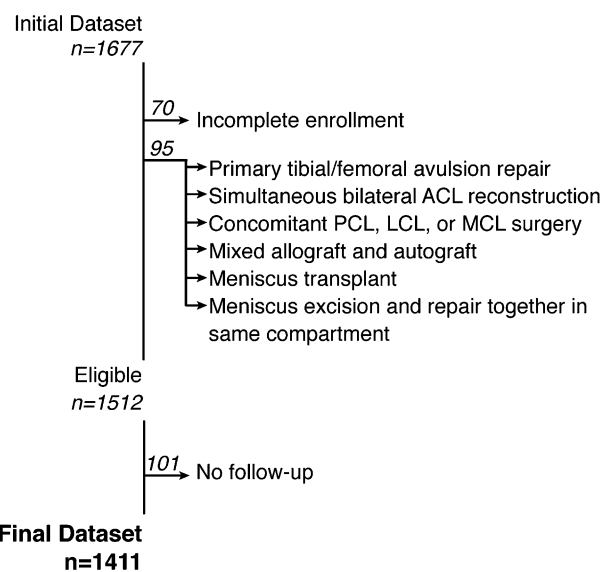 Initial Dataset
n=1677
70
Incomplete enrollment
95
Primary tibial/femoral avulsion repair
Simultaneous bilateral ACL reconstruction
Concomitant PCL, LCL, or MCL surgery
Mixed allograft and autograft
Meniscus transplant
Meniscus excision and repair together in
same compartment
Eligible
n=1512
101
No follow-up
Final Dataset
n=1411